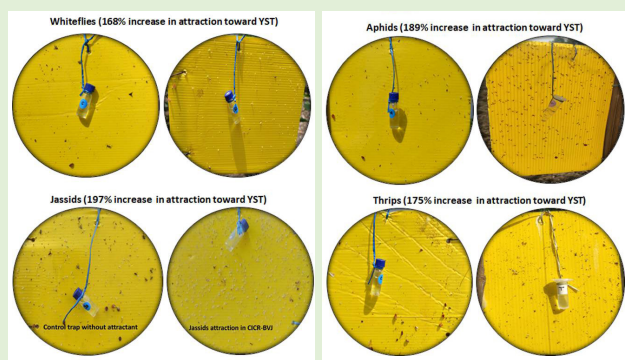 Whiteflies (168% increase in attraction toward YST)
Aphids (189% increase in attraction toward YST)
Jassids (197% increase in attraction toward YST)
Thrips (175% increase in attraction toward YST)
Control trap without attractant
Jassids attraction in CICR-BVJ